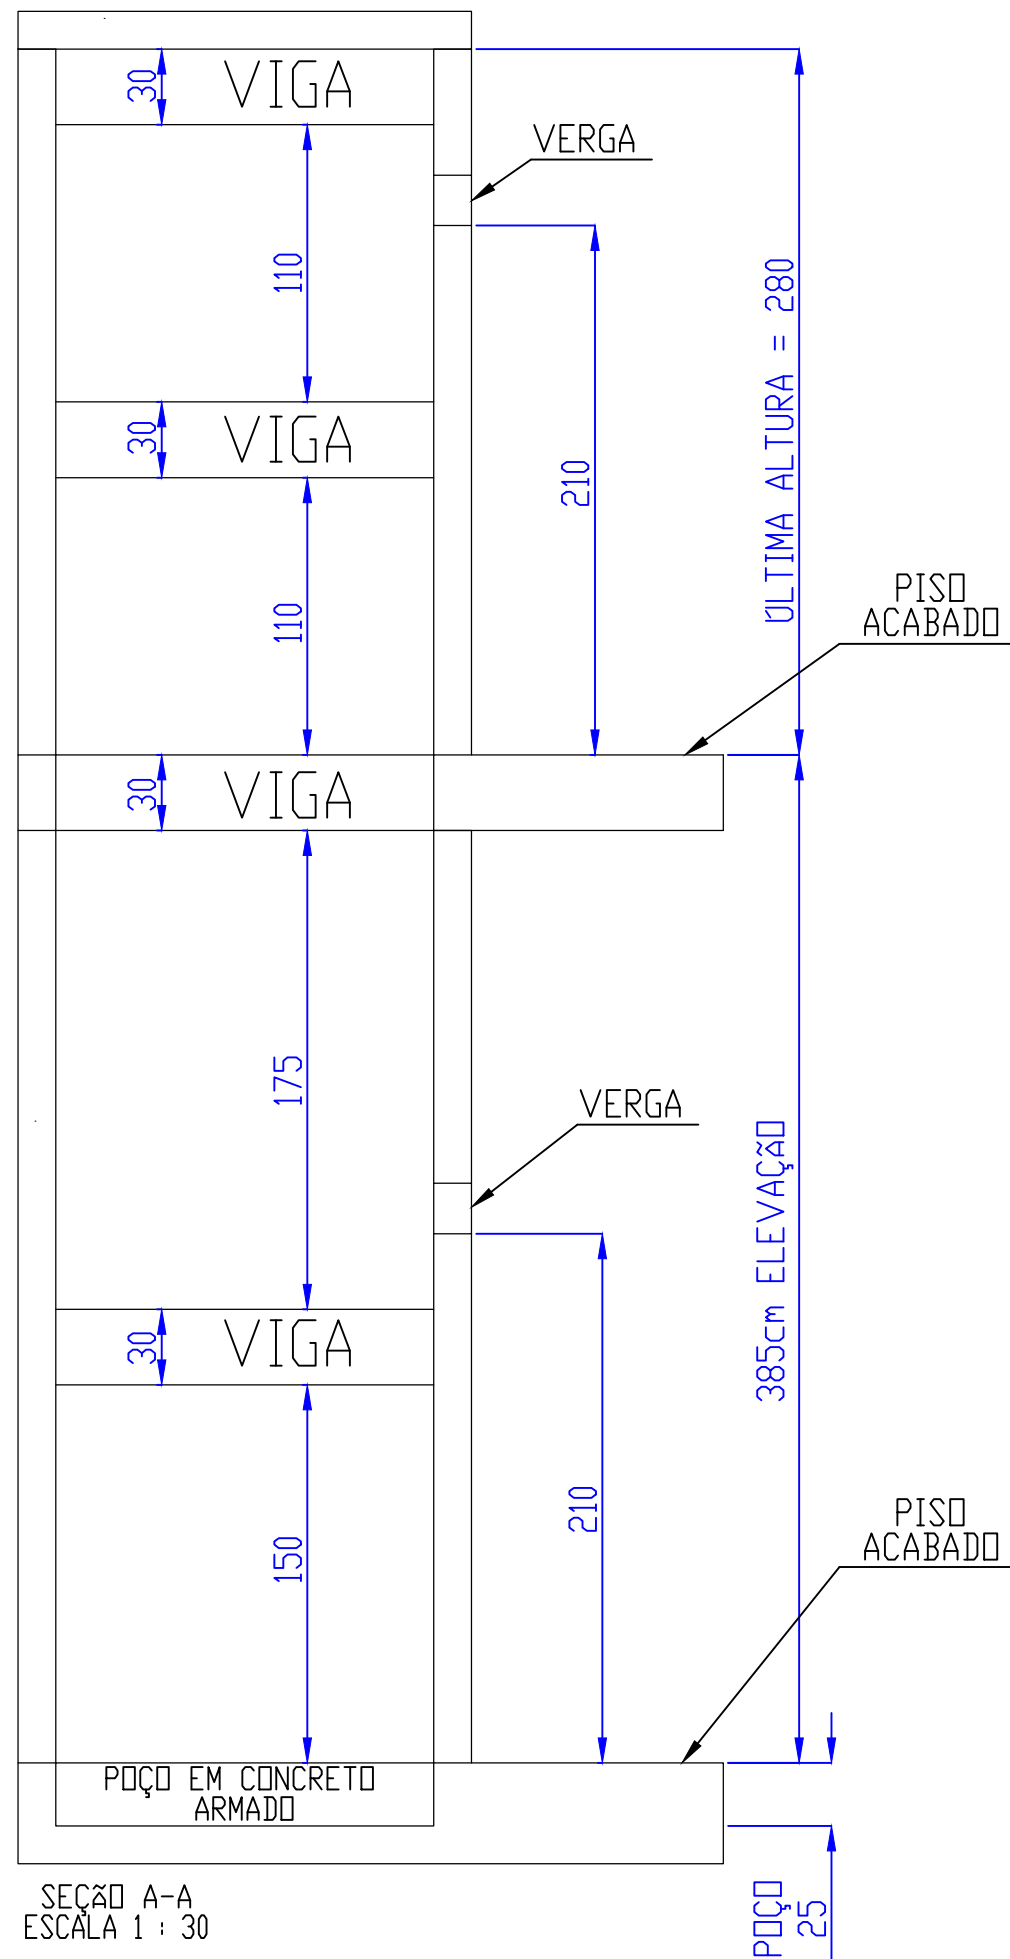 30
VIGA
VERGA
110
ÚLTIMA ALTURA = 280
30
VIGA
210
110
PISO
ACABADO
30
VIGA
175
VERGA
385cm ELEVAÇÃO
30
VIGA
210
150
PISO
ACABADO
POÇO EM CONCRETO
ARMADO
POÇO
25
SEÇÃO A-A
ESCALA 1 : 30